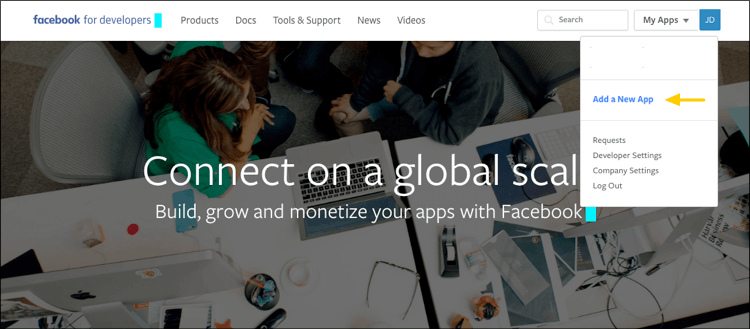 facebook for developers
Products
Docs
Tools & Support
News
Videos
Search
My Apps
JD
Add a New App
Requests
Developer Settings
Company Settings
Log Out
Connect on a global scal
Build, grow and monetize your apps with Facebook
Harvard